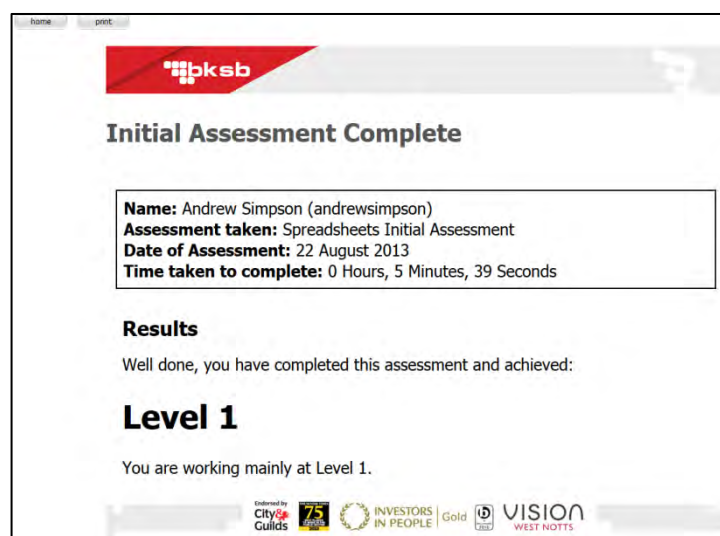 home print
bksb
Initial Assessment Complete
Name: Andrew Simpson (andrewsimpson)
Assessment taken: Spreadsheets Initial Assessment
Date of Assessment: 22 August 2013
Time taken to complete: 0 Hours, 5 Minutes, 39 Seconds
Results
Well done, you have completed this assessment and achieved:
Level 1
You are working mainly at Level 1.
Endorsed by
City&
Guilds
75
INVESTORS
IN PEOPLE
Gold
VISION
WEST NOTTS